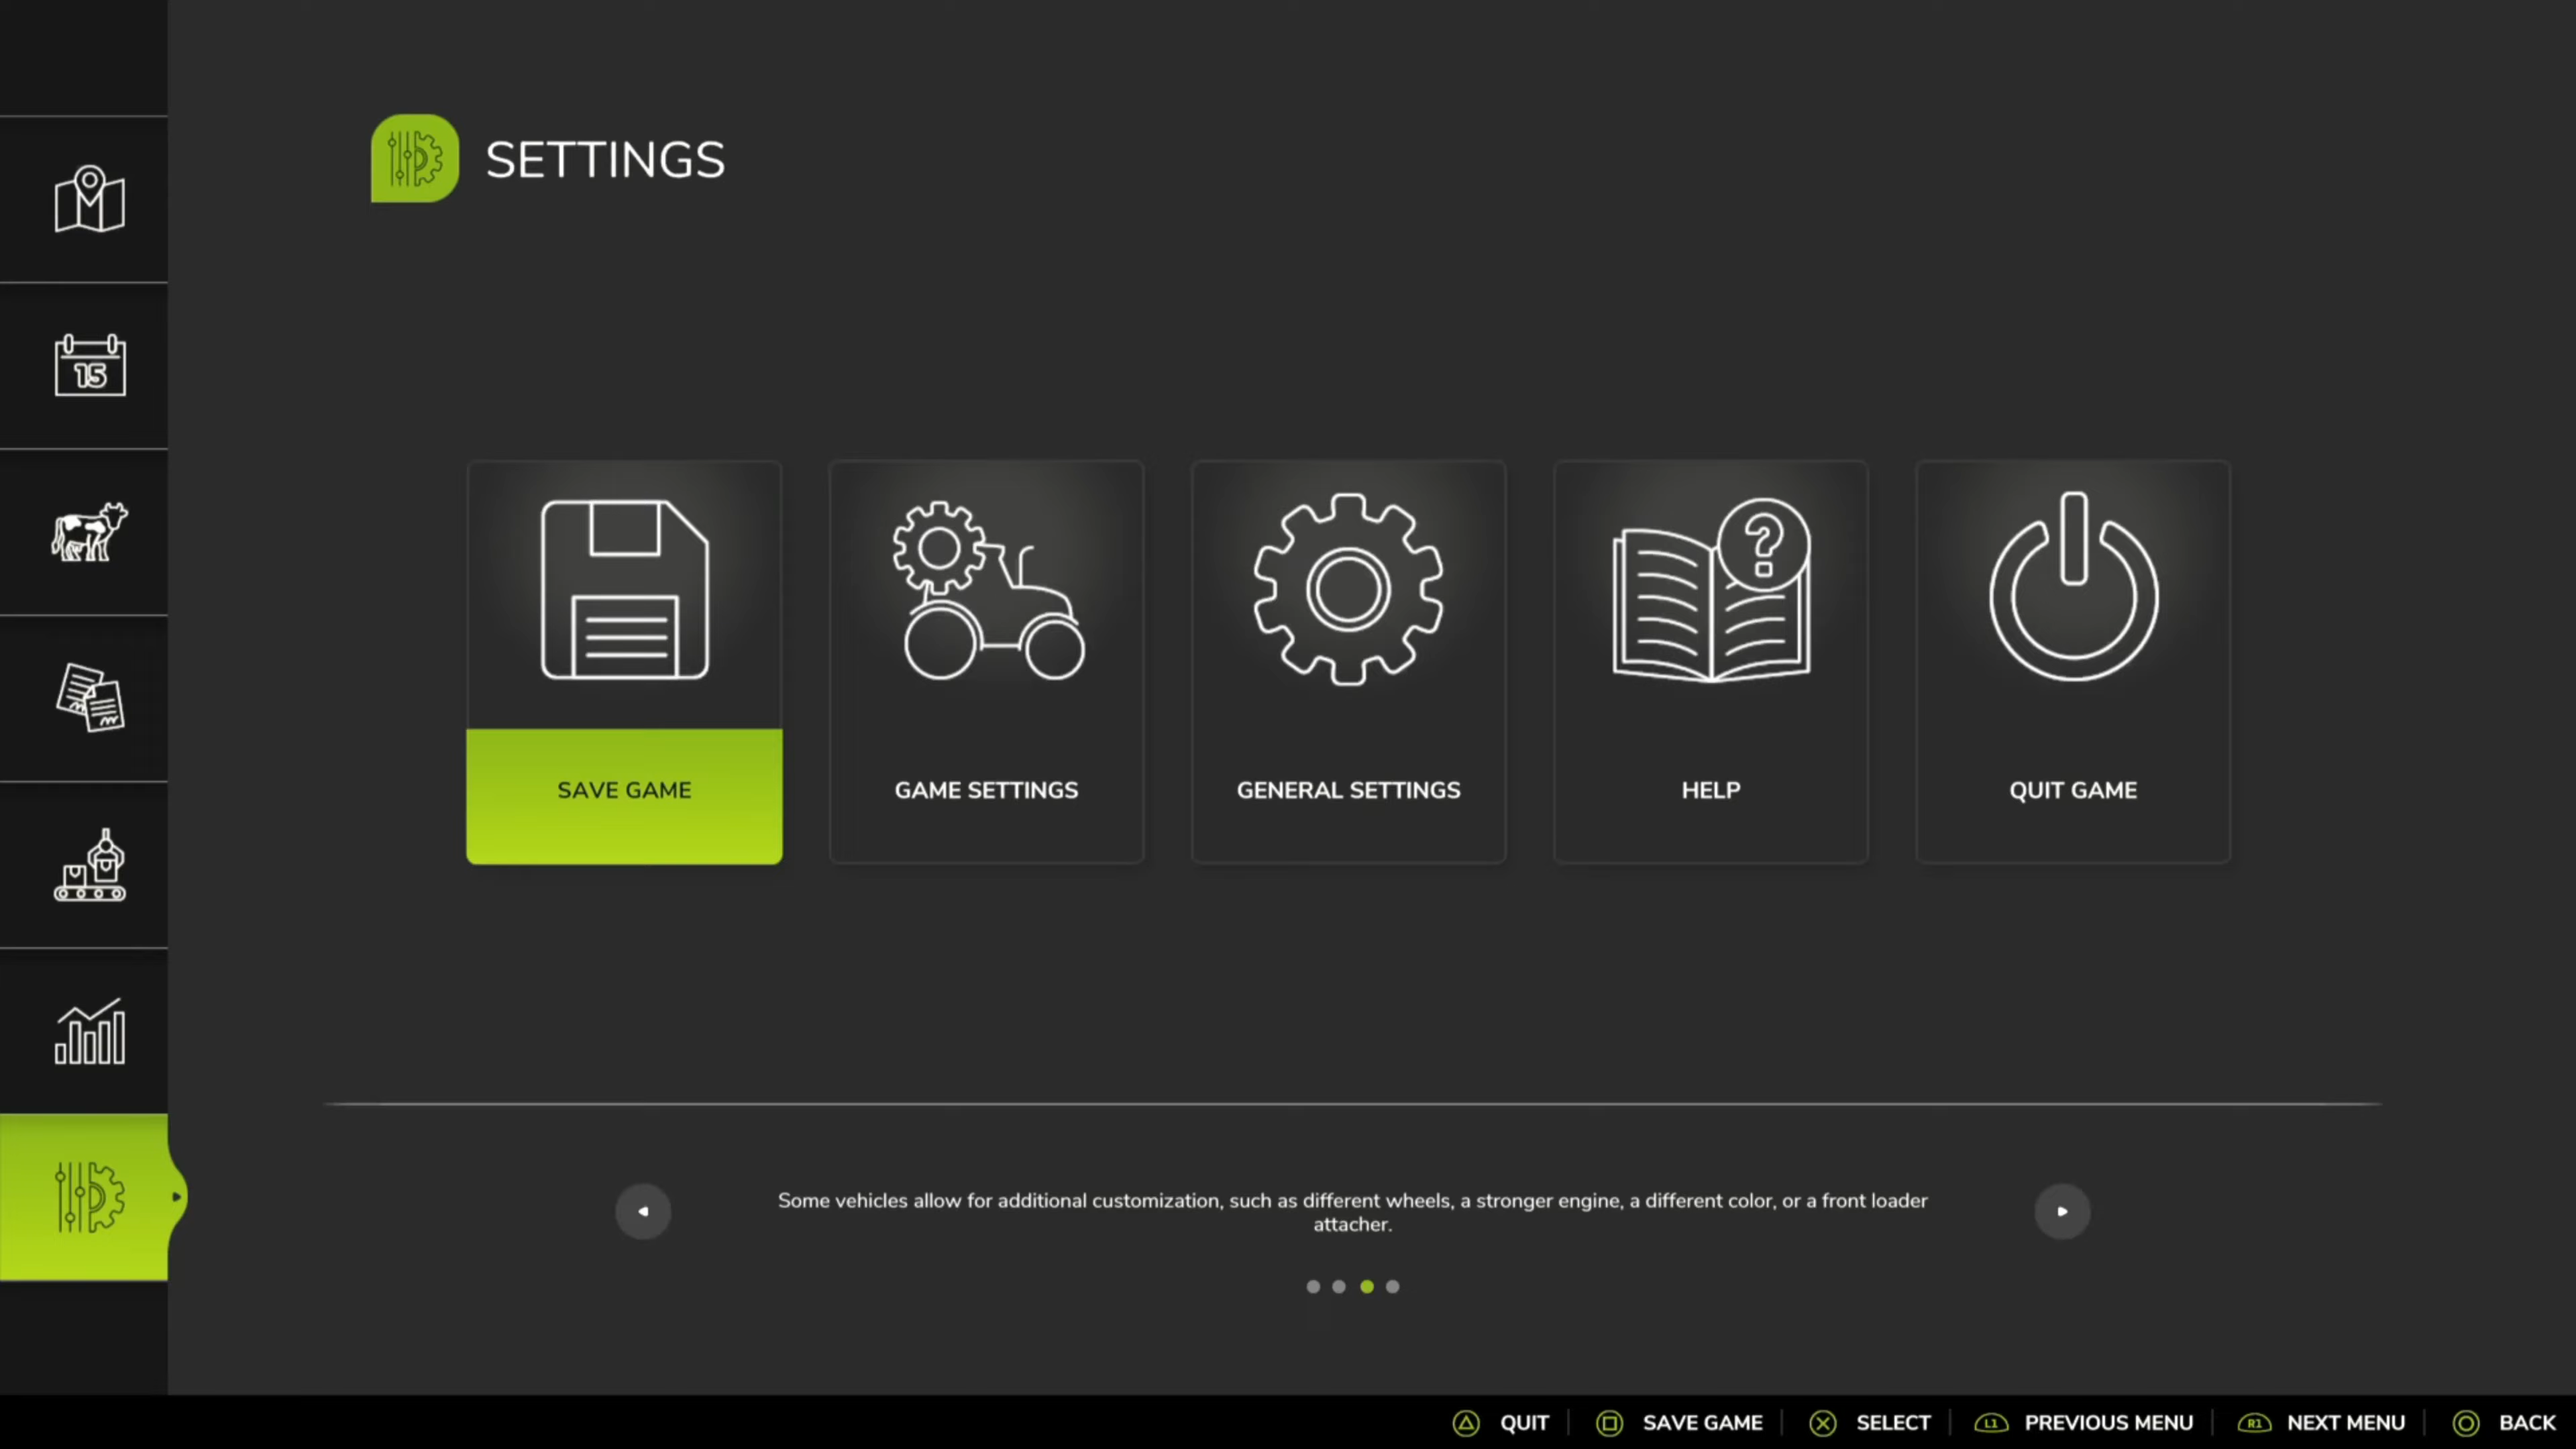 SETTINGS
15
SAVE GAME
GAME SETTINGS
GENERAL SETTINGS
HELP
QUIT GAME
Some vehicles allow for additional customization, such as different wheels, a stronger engine, a different color, or a front loader
attacher.
QUIT
SAVE GAME
SELECT
L1 PREVIOUS MENU
R1 NEXT MENU
BACK